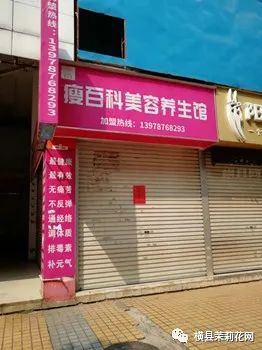 加盟热线：13978768293
瘦百科美容养生馆
加盟热线：13978768293
最健康
最有效
无痛苦
不反弹
通经络
调体质
排毒素
补元气
横县茉莉花网